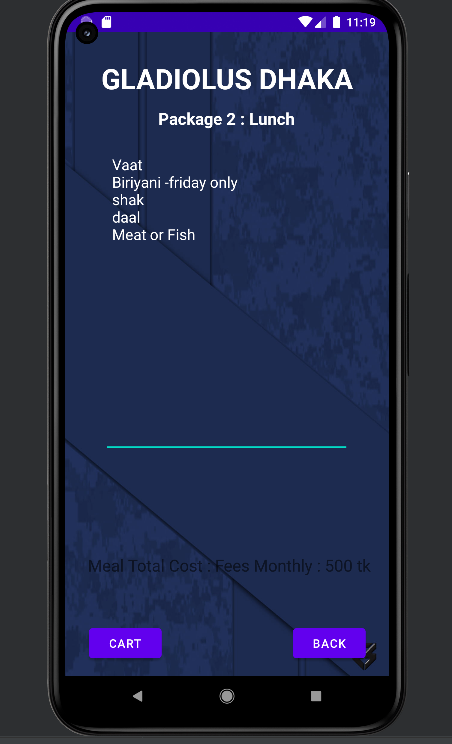 11:19
GLADIOLUS DHAKA
Package 2 : Lunch
Vaat
Biriyani -friday only
shak
daal
Meat or Fish
Meal Total Cost : Fees Monthly : 500 tk
CART
BACK